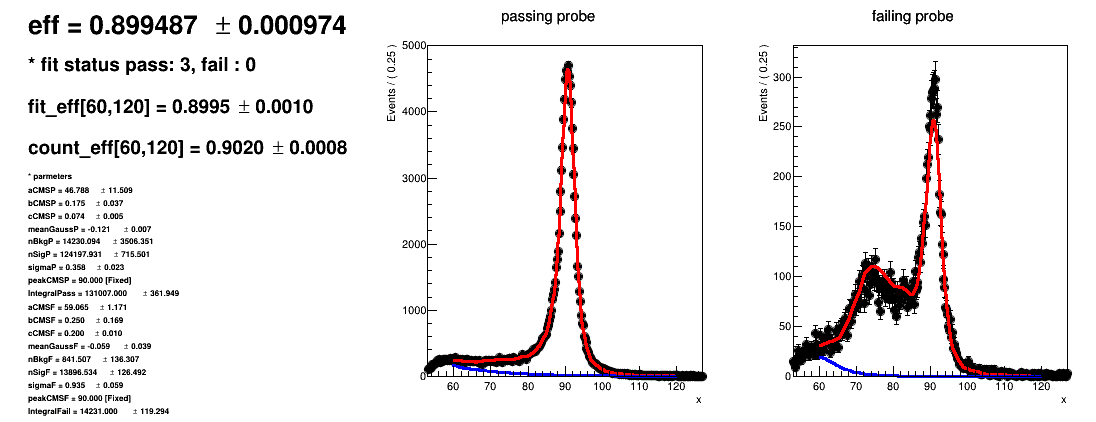 eff = 0.899487 ± 0.000974
* fit status pass: 3, fail : 0
fit_eff[60,120] = 0.8995 ± 0.0010
count_eff[60,120] = 0.9020 ± 0.0008
* parmeters
aCMSP = 46.788 ± 11.509
bCMSP = 0.175 ± 0.037
cCMSP = 0.074 ± 0.005
meanGaussP = -0.121 ± 0.007
nBkgP = 14230.094 ± 3506.351
nSigP = 124197.931 ± 715.501
sigmaP = 0.358 ± 0.023
peakCMSP = 90.000 [Fixed]
IntegralPass = 131007.000 ± 361.949
aCMSF = 59.065 ± 1.171
bCMSF = 0.250 ± 0.169
cCMSF = 0.200 ± 0.010
meanGaussF = -0.059 ± 0.039
nBkgF = 841.507 ± 136.307
nSigF = 13896.534 ± 126.492
sigmaF = 0.935 ± 0.059
peakCMSF = 90.000 [Fixed]
IntegralFail = 14231.000 ± 119.294
passing probe
Events / ( 0.25 )
5000
4000
3000
2000
1000
0
60 70 80 90 100 110 120
x
failing probe
Events / ( 0.25 )
300
250
200
150
100
50
0
60 70 80 90 100 110 120
x